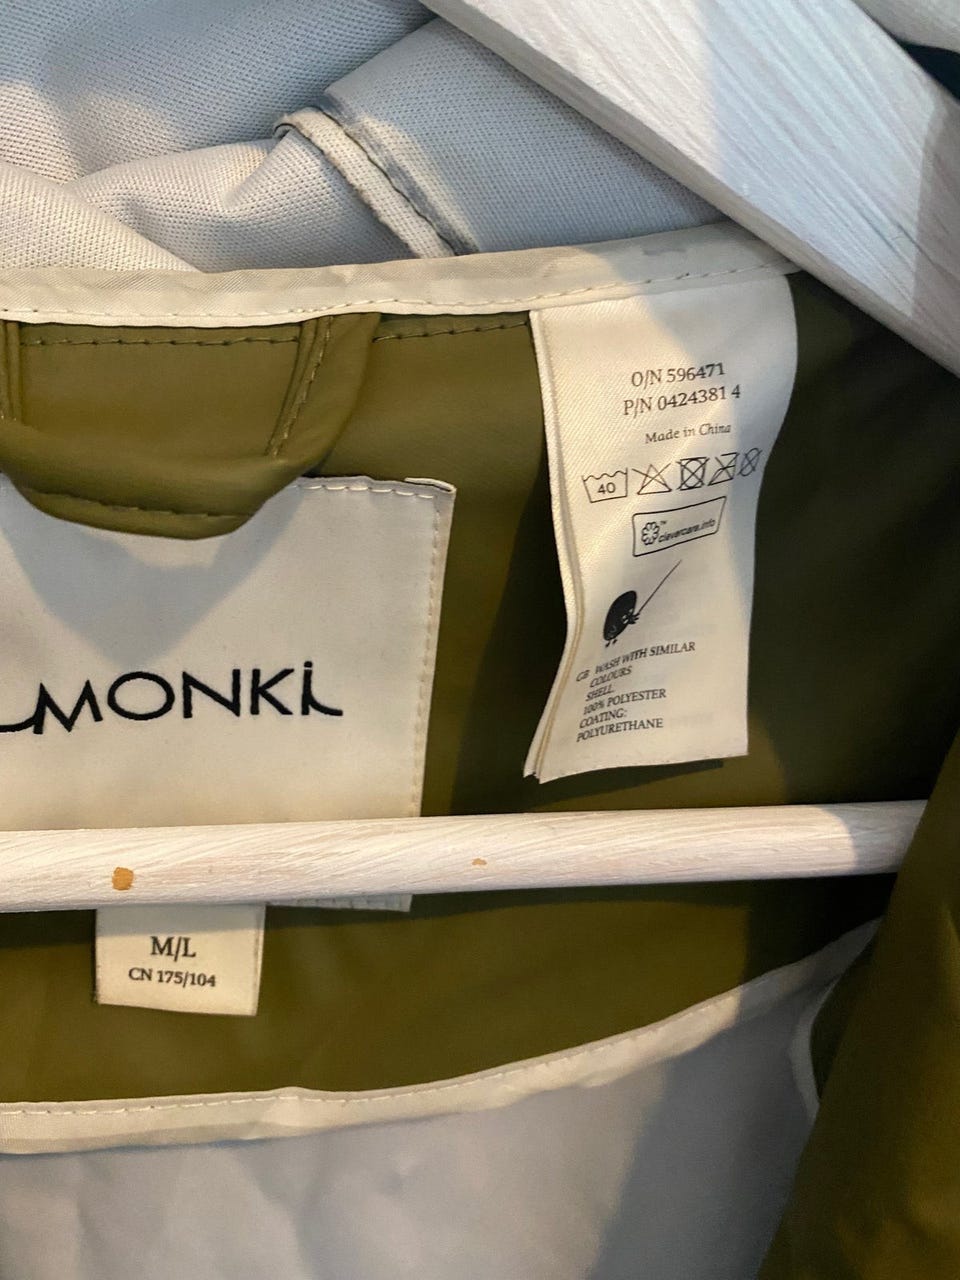 O/N 596471
P/N 0424381 4
Made in China
40
clevercare.info
TM
MONKi
GB WASH WITH SIMILAR
COLOURS
SHELL
100% POLYESTER
COATING:
POLYURETHANE
M/L
CN 175/104